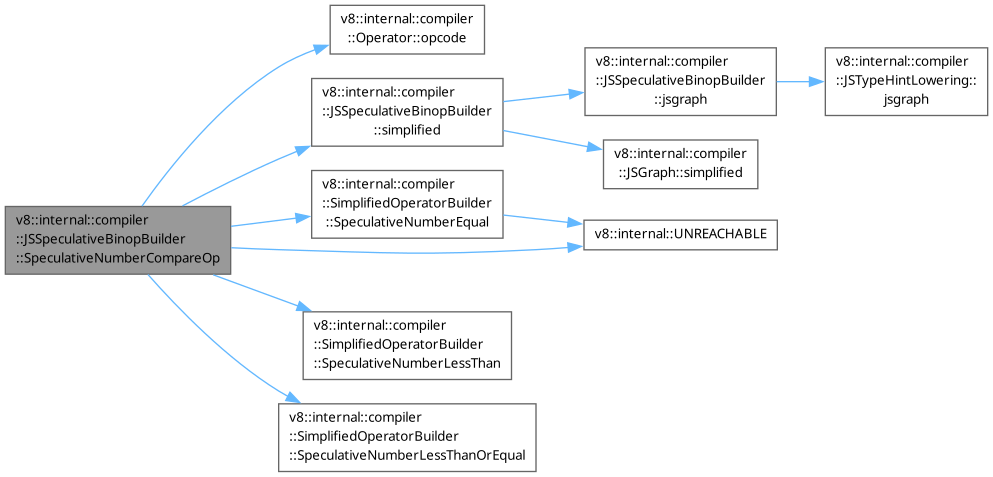 v8::internal::compiler
::Operator::opcode
v8::internal::compiler
::JSSpeculativeBinopBuilder
::simplified
v8::internal::compiler
::JSSpeculativeBinopBuilder
::jsgraph
v8::internal::compiler
::JSTypeHintLowering::
jsgraph
v8::internal::compiler
::JSGraph::simplified
v8::internal::compiler
::SimplifiedOperatorBuilder
::SpeculativeNumberEqual
v8::internal::UNREACHABLE
v8::internal::compiler
::JSSpeculativeBinopBuilder
::SpeculativeNumberCompareOp
v8::internal::compiler
::SimplifiedOperatorBuilder
::SpeculativeNumberLessThan
v8::internal::compiler
::SimplifiedOperatorBuilder
::SpeculativeNumberLessThanOrEqual